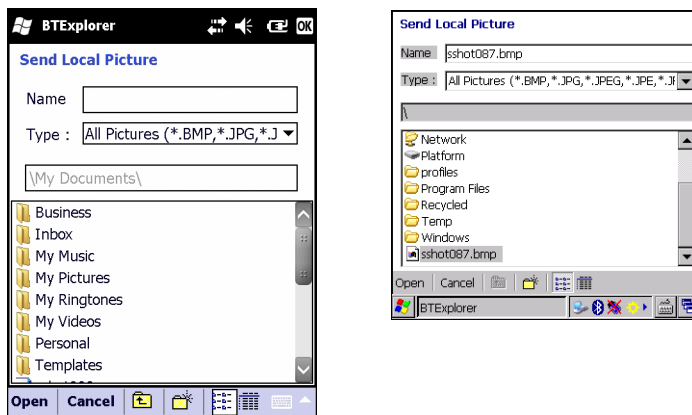 BTExplorer
OK
Send Local Picture
Name
Type : All Pictures (*.BMP,*.JPG,*.J
\My Documents\
Business
Inbox
My Music
My Pictures
My Ringtones
My Videos
Personal
Templates
Open Cancel
Send Local Picture
Name sshot087.bmp
Type : All Pictures (*.BMP,*.JPG,*.JPEG,*.JPE,*.JF
\
Network
Platform
profiles
Program Files
Recycled
Temp
Windows
sshot087.bmp
Open Cancel
BTExplorer